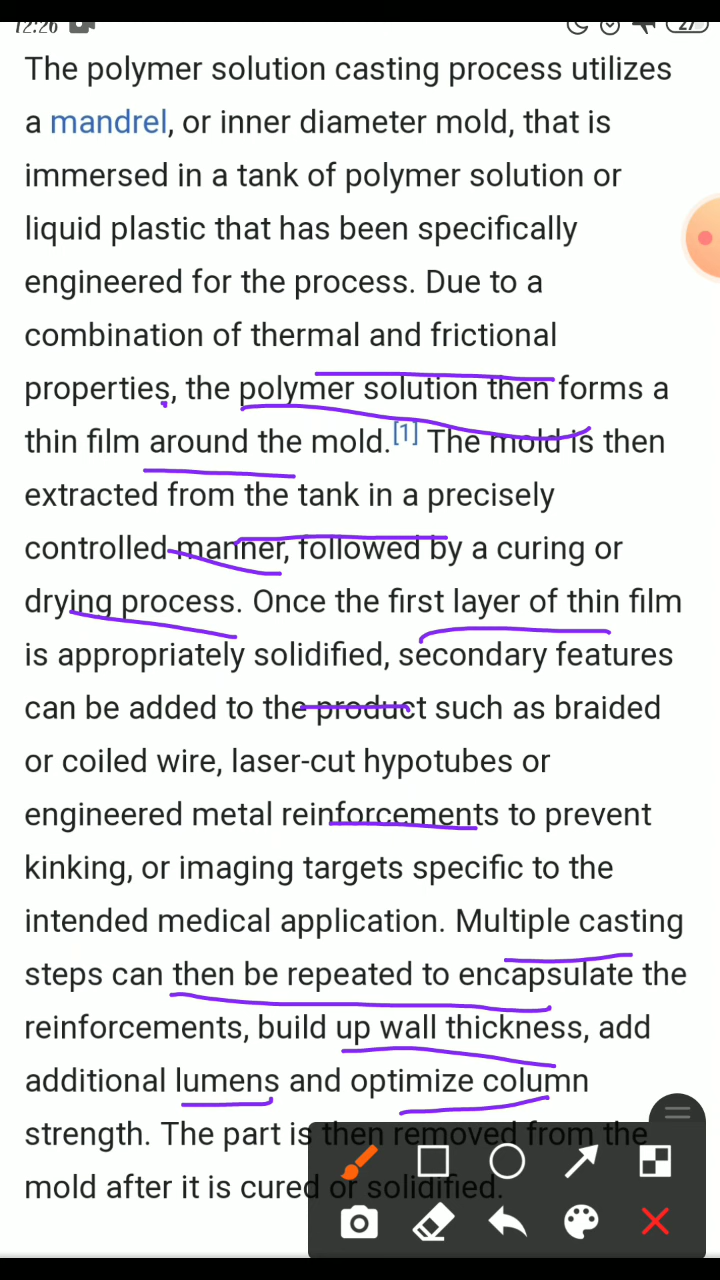 12:26
27
The polymer solution casting process utilizes
a mandrel, or inner diameter mold, that is
immersed in a tank of polymer solution or
liquid plastic that has been specifically
engineered for the process. Due to a
combination of thermal and frictional
properties, the polymer solution then forms a
thin film around the mold.[1] The mold is then
extracted from the tank in a precisely
controlled manner, followed by a curing or
drying process. Once the first layer of thin film
is appropriately solidified, secondary features
can be added to the product such as braided
or coiled wire, laser-cut hypotubes or
engineered metal reinforcements to prevent
kinking, or imaging targets specific to the
intended medical application. Multiple casting
steps can then be repeated to encapsulate the
reinforcements, build up wall thickness, add
additional lumens and optimize column
strength. The part is then removed from the
mold after it is cured or solidified.